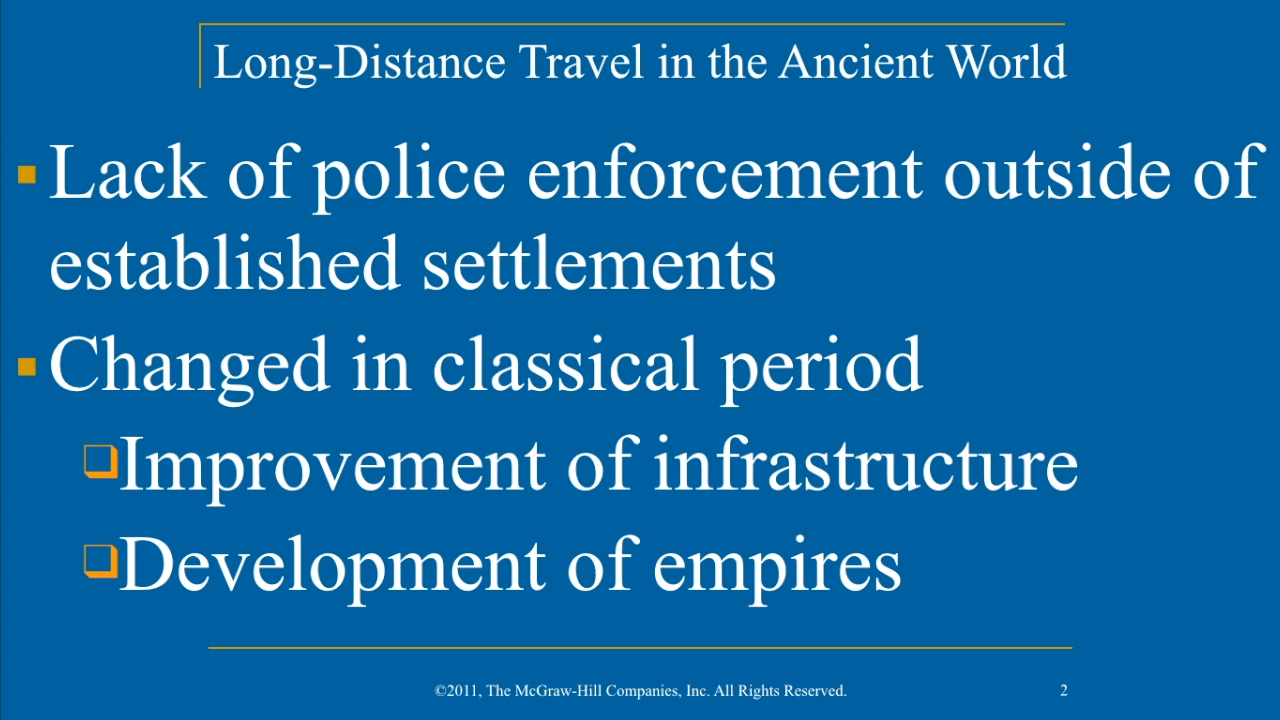 Long-Distance Travel in the Ancient World
Lack of police enforcement outside of
established settlements
Changed in classical period
Improvement of infrastructure
Development of empires
©2011, The McGraw-Hill Companies, Inc. All Rights Reserved.
2